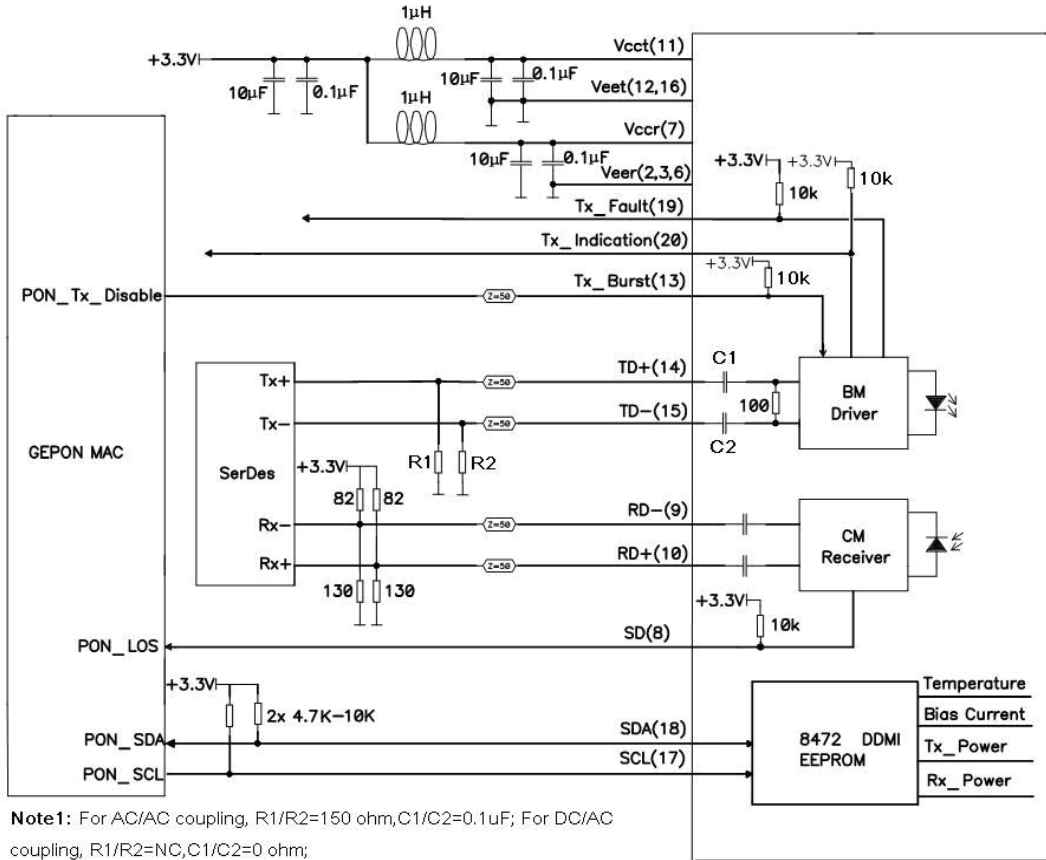 1μH
Vcct(11)
+3.3V
10μF
0.1μF
10μF
0.1μF
Veet(12,16)
1μH
Vccr(7)
10μF
0.1μF
Veer(2,3,6)
+3.3V
+3.3V
10k
10k
Tx_Fault(19)
Tx_Indication(20)
+3.3V
10k
Tx_Burst(13)
PON_Tx_Disable
Z=50
Tx+
Z=50
TD+(14)
C1
100
BM
Driver
Tx-
Z=50
TD-(15)
C2
GEPON MAC
SerDes
+3.3V
R1
R2
82
82
Rx-
Z=50
RD-(9)
CM
Receiver
Rx+
Z=50
RD+(10)
130
130
+3.3V
10k
PON_LOS
SD(8)
+3.3V
2x 4.7K-10K
PON_SDA
SDA(18)
PON_SCL
SCL(17)
8472 DDMI
EEPROM
Temperature
Bias Current
Tx_Power
Rx_Power
Note1: For AC/AC coupling, R1/R2=150 ohm,C1/C2=0.1uF; For DC/AC
coupling, R1/R2=NC,C1/C2=0 ohm;